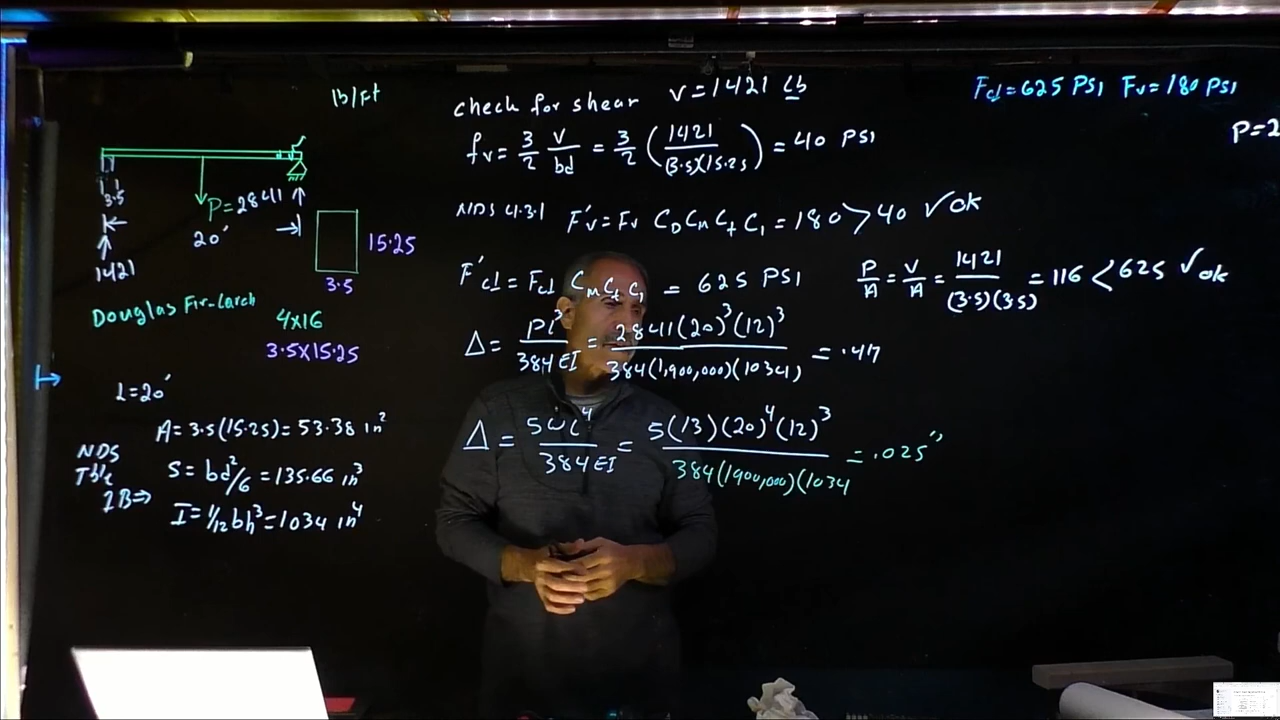 lb/ft
P=2841
3.5
20'
1421
15.25
3.5
Douglas Fir-Larch
4x16
3.5x15.25
L=20'
A = 3.5(15.25) = 53.38 in²
NDS
Tble
1B ⇒
S = bd²/6 = 135.66 in³
I = 1/12 bh³ = 1034 in⁴
check for shear V = 1421 lb
fv = 3/2 V/bd = 3/2 (1421/(3.5)(15.25)) = 40 PSI
NDS 4.3.1 F'v = Fv CD CM Ct Ci = 180 > 40 ✓ok
F'c⊥ = Fc⊥ CM Ct Ci = 625 PSI
P/A = V/A = 1421/(3.5)(3.5) = 116 < 625 ✓ok
Δ = Pl³/384EI = 2841(20)³(12)³/384(1,900,000)(1034) = .417
Δ = 5wl⁴/384EI = 5(13)(20)⁴(12)³/384(1900,000)(1034 = .025"
Fc⊥ = 625 PSI Fv = 180 PSI
P=2